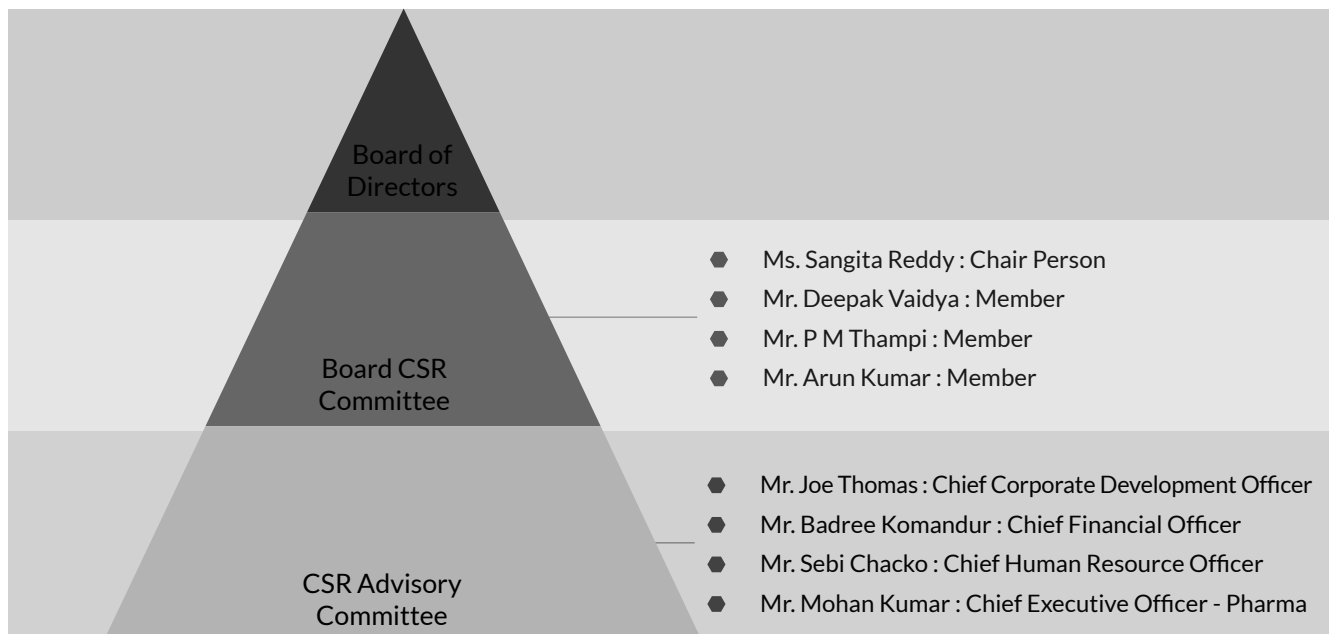 Board of
Directors
Board CSR
Committee
Ms. Sangita Reddy : Chair Person
Mr. Deepak Vaidya : Member
Mr. P M Thampi : Member
Mr. Arun Kumar : Member
CSR Advisory
Committee
Mr. Joe Thomas : Chief Corporate Development Officer
Mr. Badree Komandur : Chief Financial Officer
Mr. Sebi Chacko : Chief Human Resource Officer
Mr. Mohan Kumar : Chief Executive Officer - Pharma